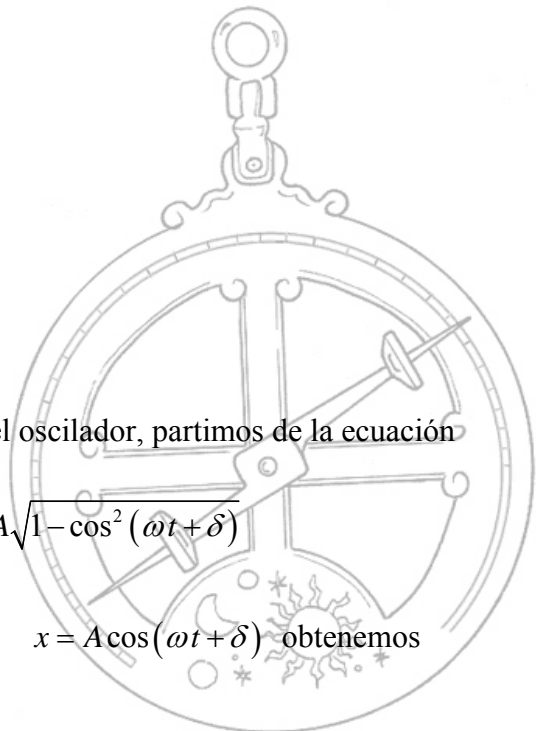 el oscilador, partimos de la ecuación
A√(1−cos²(ωt+δ))
x = A cos(ωt+δ) obtenemos